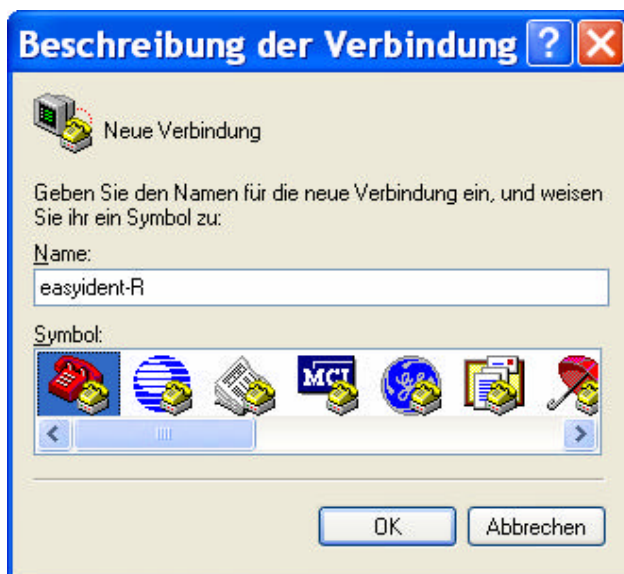 Beschreibung der Verbindung ?
Neue Verbindung
Geben Sie den Namen für die neue Verbindung ein, und weisen
Sie ihr ein Symbol zu:
Name:
easyident-R
Symbol:
MCI
OK Abbrechen